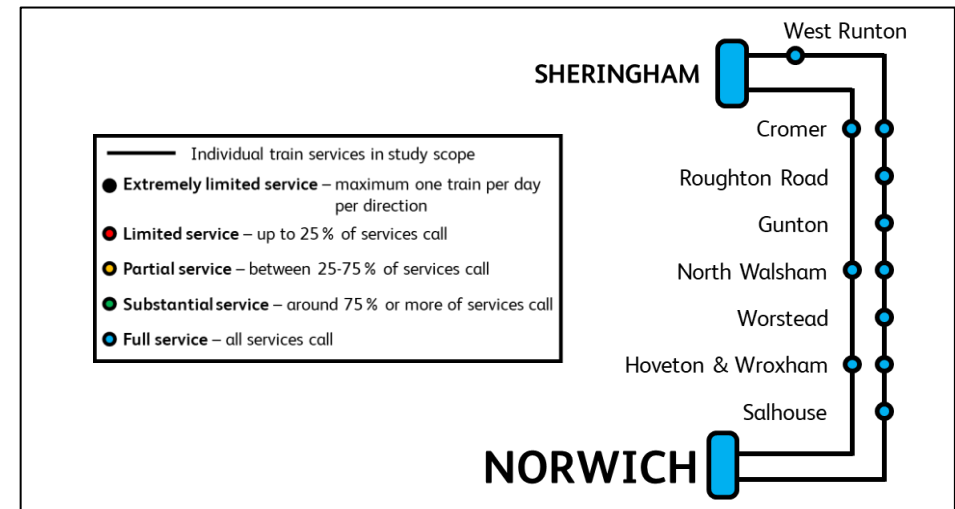 West Runton
SHERINGHAM
Cromer
Individual train services in study scope
Extremely limited service – maximum one train per day
per direction
Roughton Road
Gunton
Limited service – up to 25% of services call
Partial service – between 25-75% of services call
North Walsham
Substantial service – around 75% or more of services call
Worstead
Full service – all services call
Hoveton & Wroxham
Salhouse
NORWICH